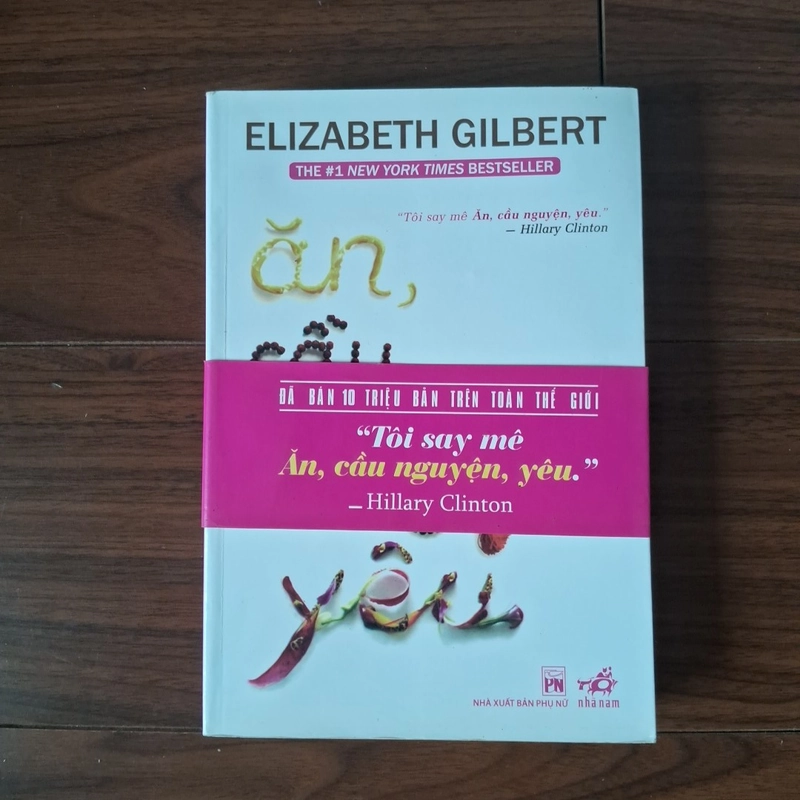 ELIZABETH GILBERT
THE #1 NEW YORK TIMES BESTSELLER
“Tôi say mê Ăn, cầu nguyện, yêu.”
— Hillary Clinton
ăn,
ĐÃ BÁN 10 TRIỆU BẢN TRÊN TOÀN THẾ GIỚI
“Tôi say mê
Ăn, cầu nguyện, yêu.”
— Hillary Clinton
yêu
PN
NHÀ XUẤT BẢN PHỤ NỮ
nhã nam